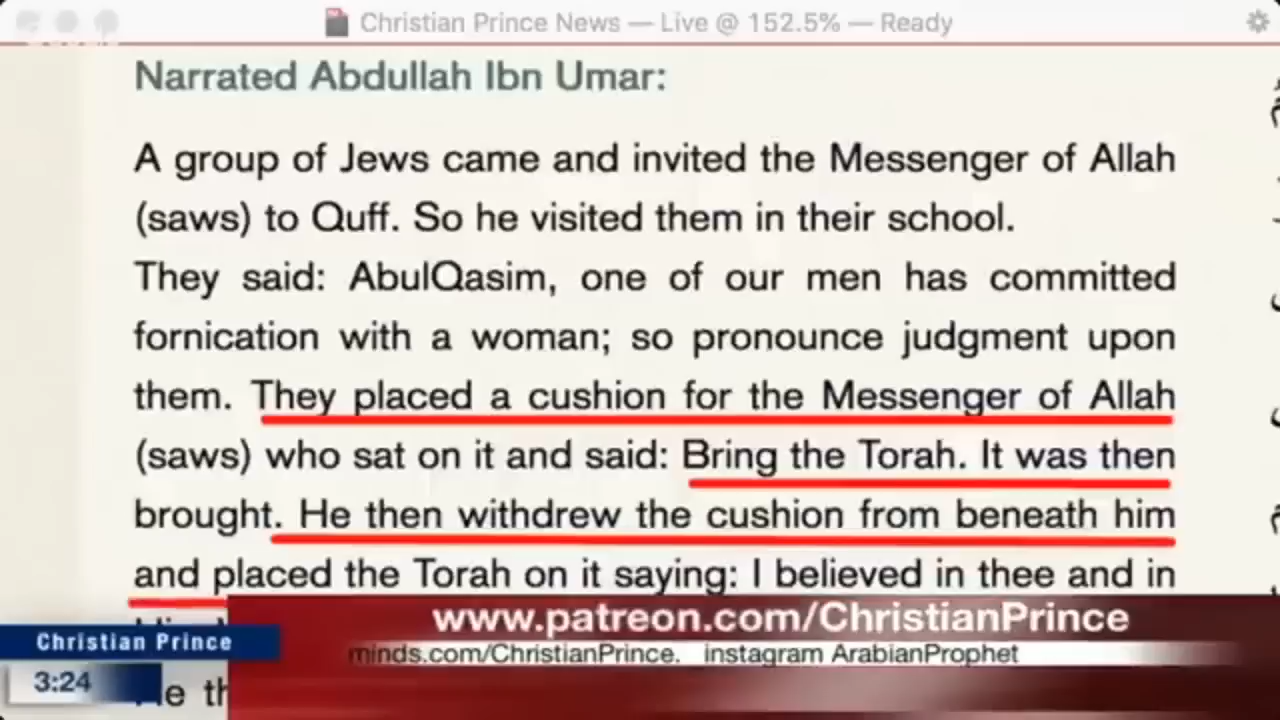 Christian Prince News — Live @ 152.5% — Ready
Narrated Abdullah Ibn Umar:
A group of Jews came and invited the Messenger of Allah
(saws) to Quff. So he visited them in their school.
They said: AbulQasim, one of our men has committed
fornication with a woman; so pronounce judgment upon
them. They placed a cushion for the Messenger of Allah
(saws) who sat on it and said: Bring the Torah. It was then
brought. He then withdrew the cushion from beneath him
and placed the Torah on it saying: I believed in thee and in
www.patreon.com/ChristianPrince
Christian Prince
minds.com/ChristianPrince. instagram ArabianProphet
3:24